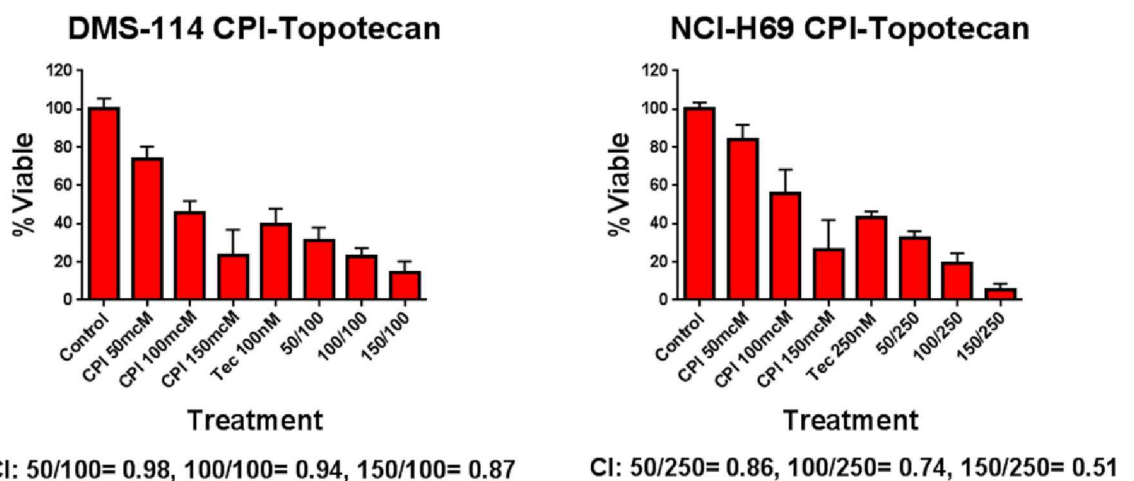 DMS-114 CPI-Topotecan
120
100
80
60
40
20
0
% Viable
Control
CPI 50mcM
CPI 100mcM
CPI 150mcM
Tec 100nM
50/100
100/100
150/100
Treatment
CI: 50/100= 0.98, 100/100= 0.94, 150/100= 0.87
NCI-H69 CPI-Topotecan
120
100
80
60
40
20
0
% Viable
Control
CPI 50mcM
CPI 100mcM
CPI 150mcM
Tec 250nM
50/250
100/250
150/250
Treatment
CI: 50/250= 0.86, 100/250= 0.74, 150/250= 0.51